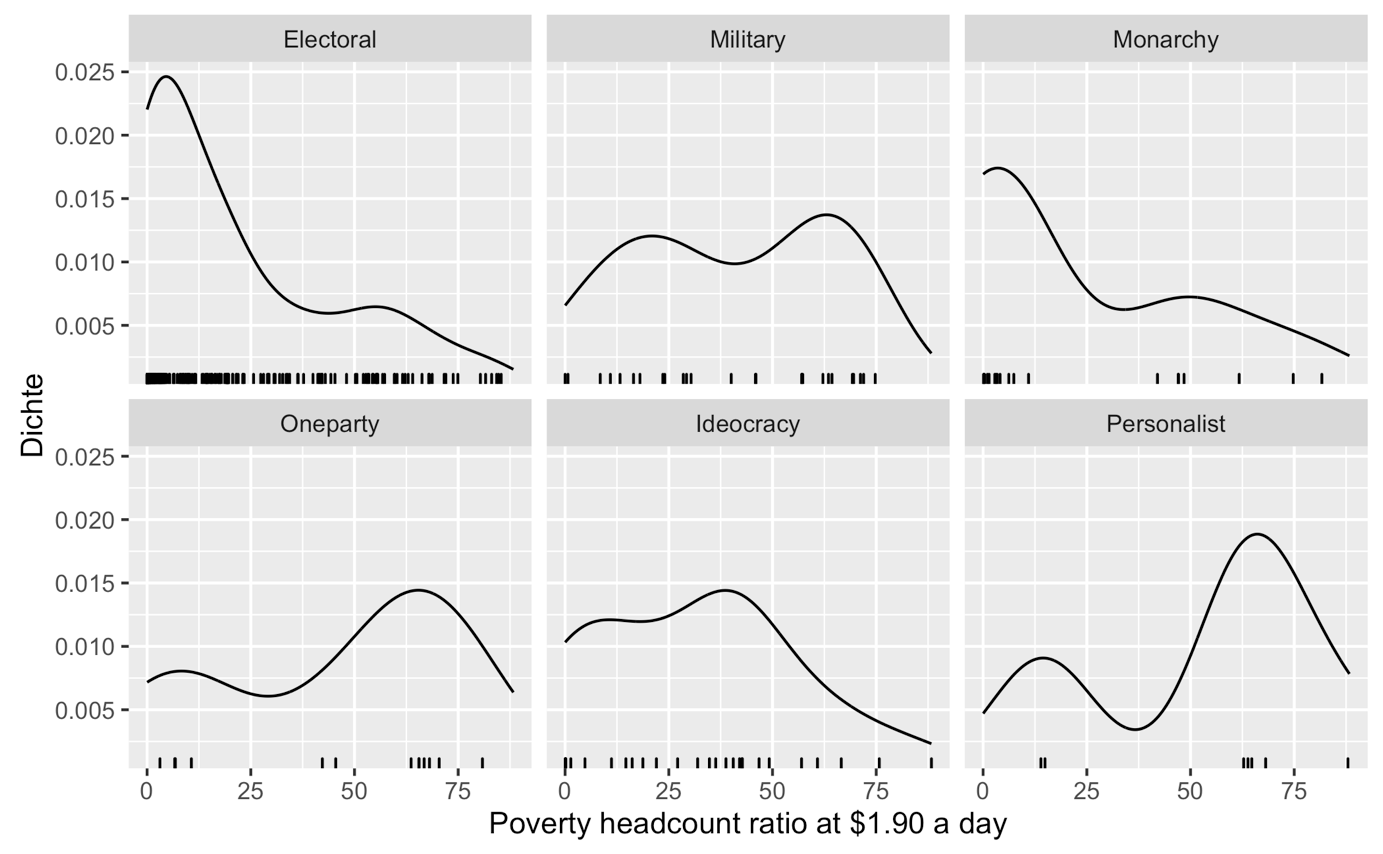 Electoral Military Monarchy
0.025
0.020
0.015
0.010
0.005
Dichte
Oneparty Ideocracy Personalist
0.025
0.020
0.015
0.010
0.005
0 25 50 75 0 25 50 75 0 25 50 75
Poverty headcount ratio at $1.90 a day